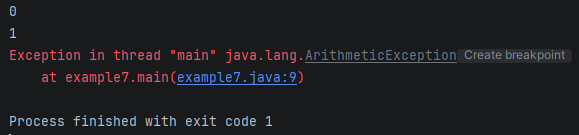 0
1
Exception in thread "main" java.lang.ArithmeticException Create breakpoint
at example7.main(example7.java:9)
Process finished with exit code 1